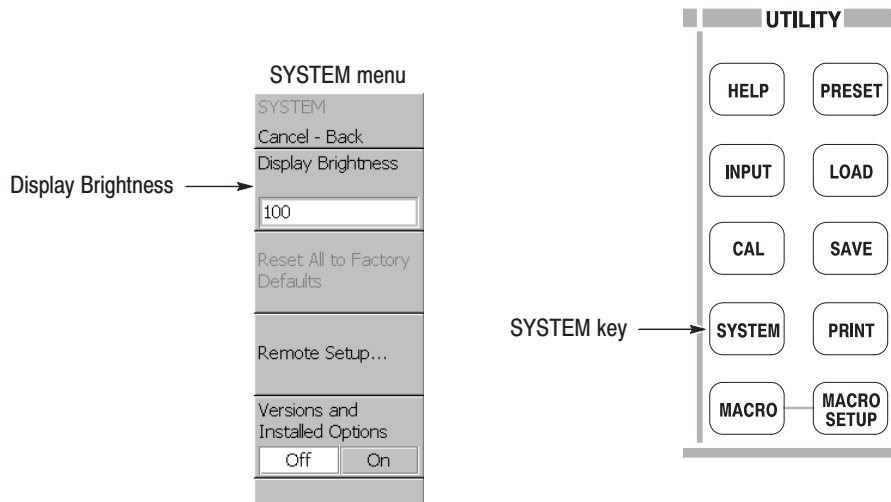 SYSTEM menu
SYSTEM
Cancel - Back
Display Brightness
100
Reset All to Factory
Defaults
Remote Setup...
Versions and
Installed Options
Off On
Display Brightness
UTILITY
HELP PRESET
INPUT LOAD
CAL SAVE
SYSTEM PRINT
MACRO MACRO
SETUP
SYSTEM key